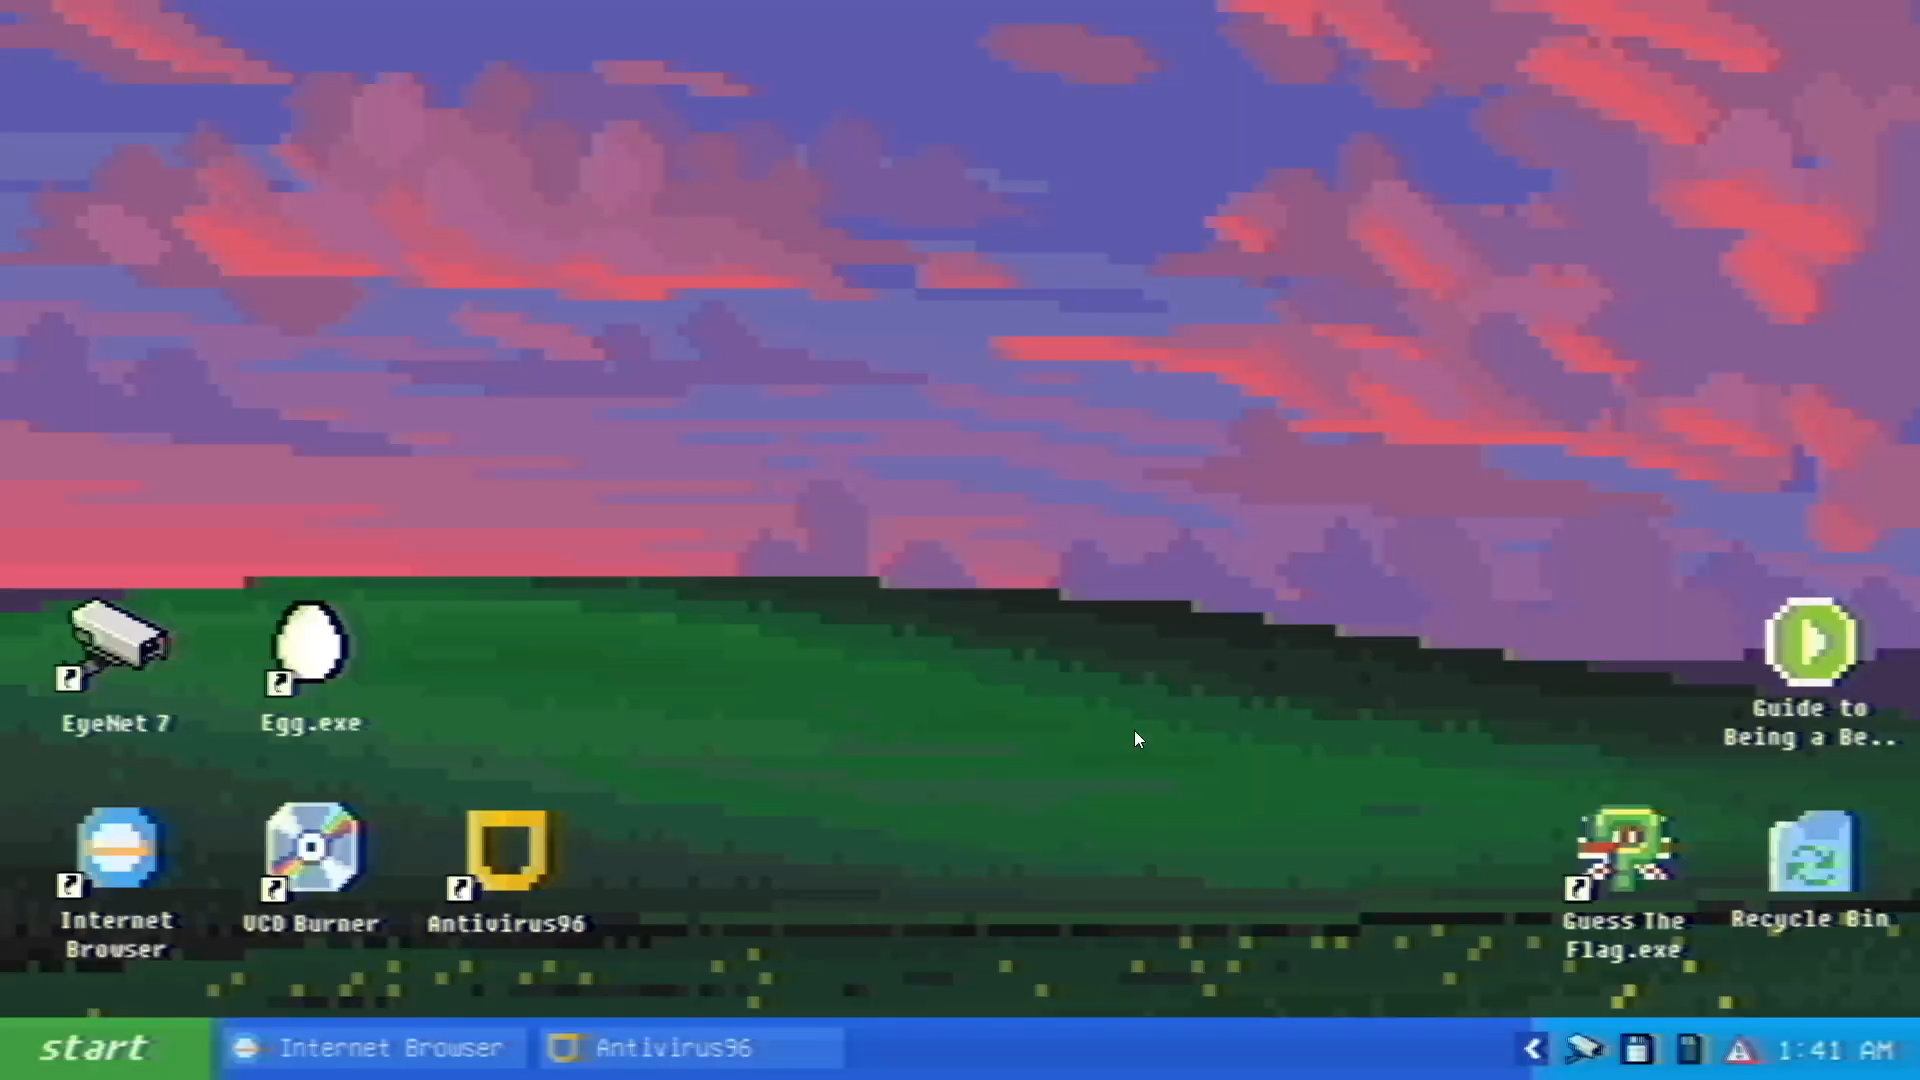 EyeNet 7
Egg.exe
Guide to
Being a Be..
Internet
Browser
VCD Burner
Antivirus96
Guess The
Flag.exe
Recycle Bin
start
Internet Browser
Antivirus96
1:41 AM